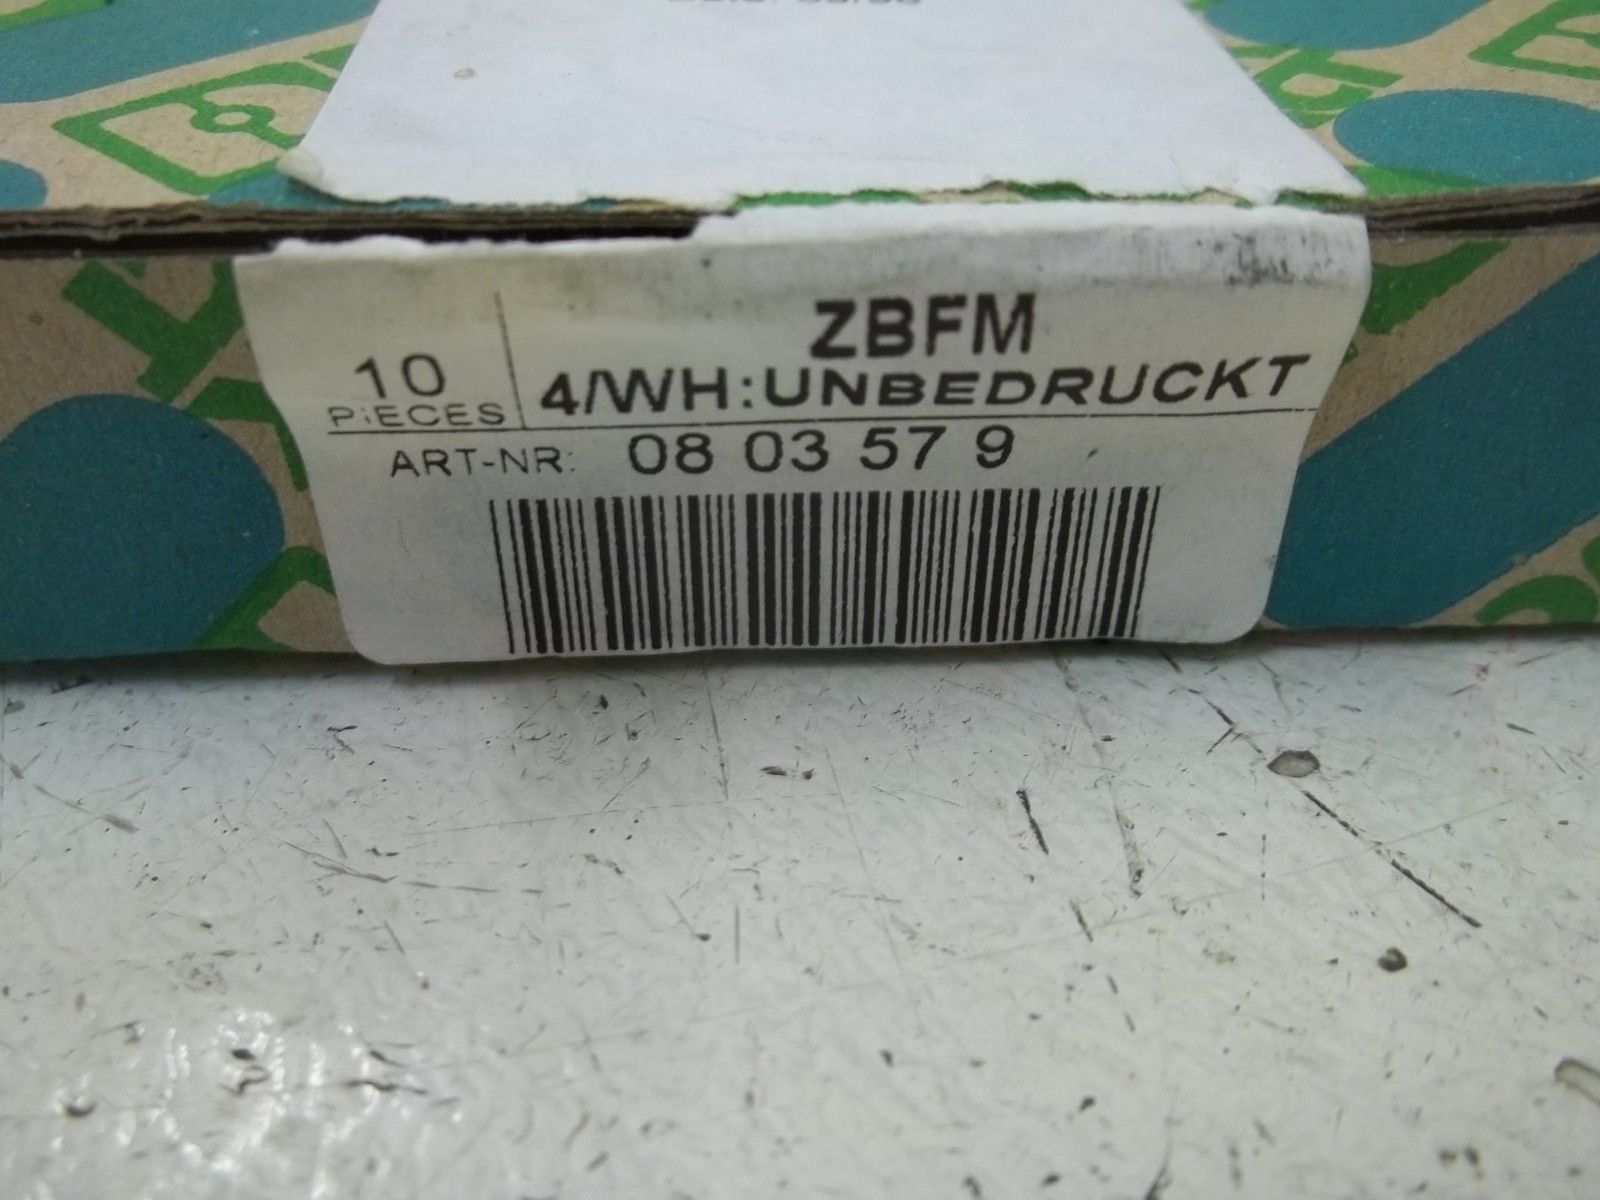 ZBFM
10
PIECES
4/WH:UNBEDRUCKT
ART-NR: 08 03 57 9